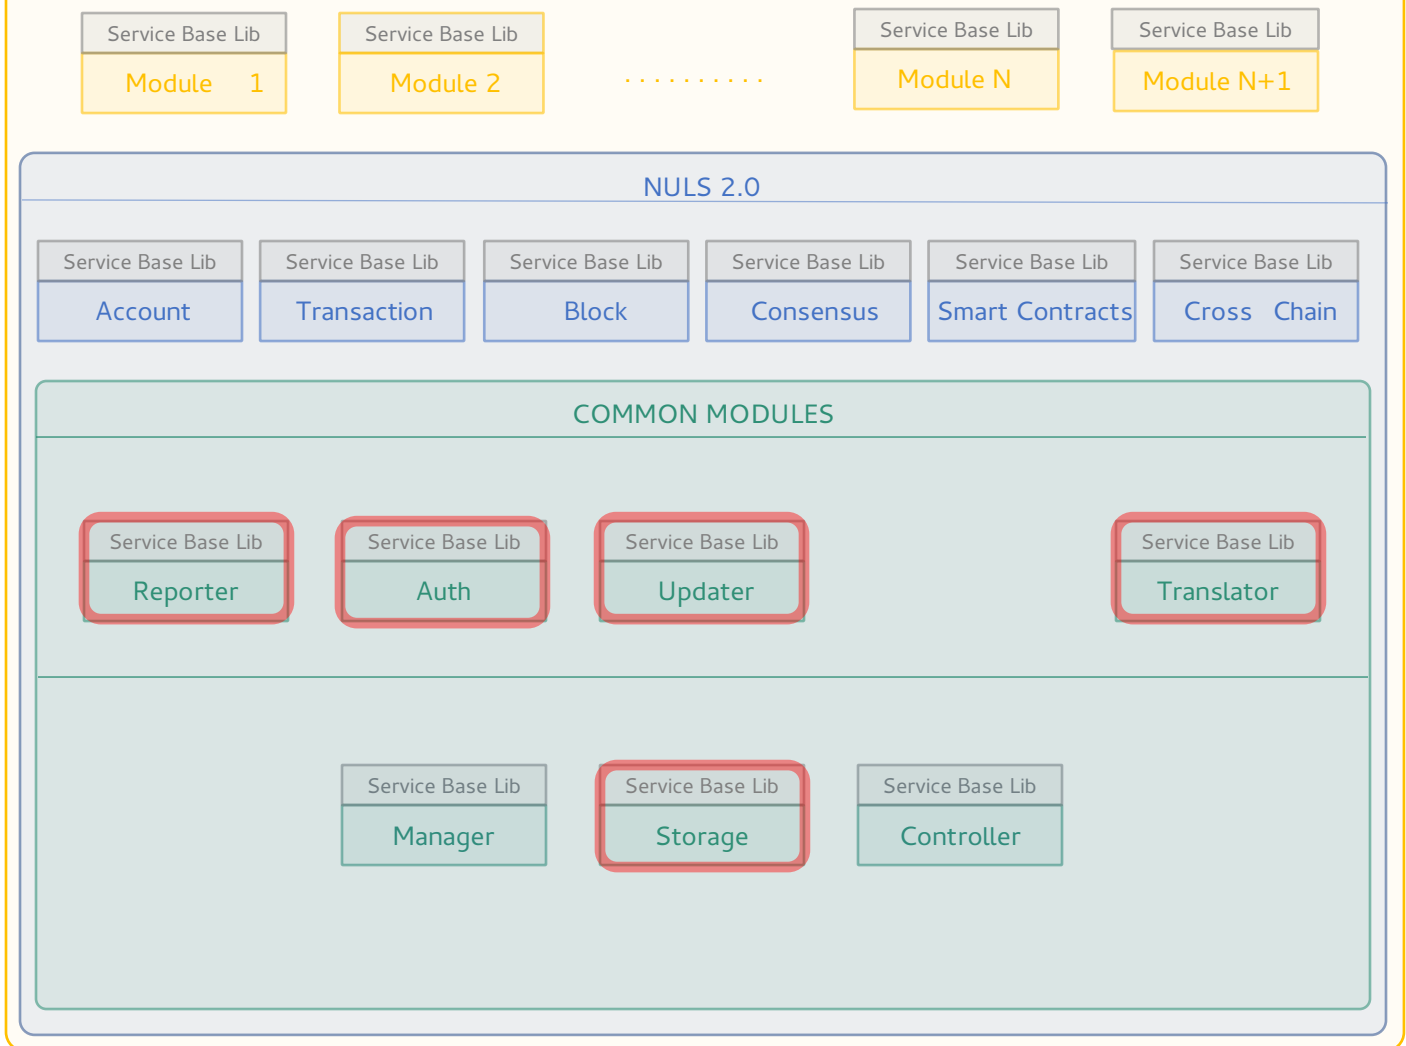 Service Base Lib Service Base Lib Service Base Lib Service Base Lib
Module 1 Module 2 .......... Module N Module N+1
NULS 2.0
Service Base Lib Service Base Lib Service Base Lib Service Base Lib Service Base Lib Service Base Lib
Account Transaction Block Consensus Smart Contracts Cross Chain
COMMON MODULES
Service Base Lib Service Base Lib Service Base Lib Service Base Lib
Reporter Auth Updater Translator
Service Base Lib Service Base Lib Service Base Lib
Manager Storage Controller